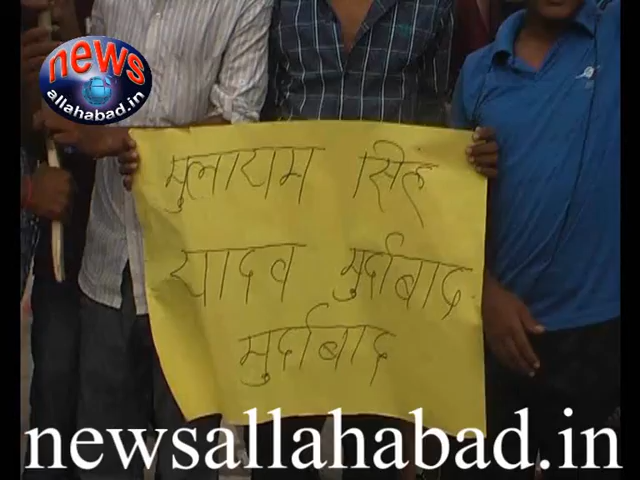 news
allahabad.in
मुलायम सिंह
यादव मुर्दाबाद
मुर्दाबाद
newsallahabad.in